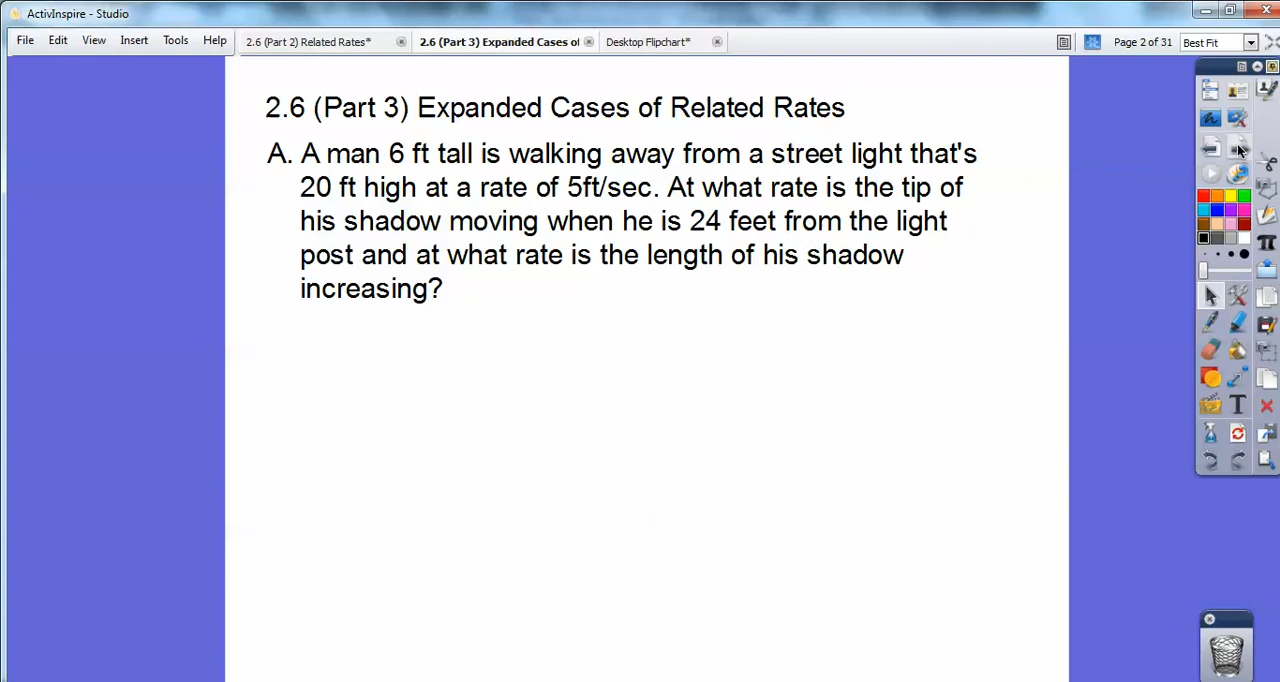 ActivInspire - Studio
File Edit View Insert Tools Help 2.6 (Part 2) Related Rates* 2.6 (Part 3) Expanded Cases of Desktop Flipchart* Page 2 of 31 Best Fit
2.6 (Part 3) Expanded Cases of Related Rates
A. A man 6 ft tall is walking away from a street light that's
20 ft high at a rate of 5ft/sec. At what rate is the tip of
his shadow moving when he is 24 feet from the light
post and at what rate is the length of his shadow
increasing?